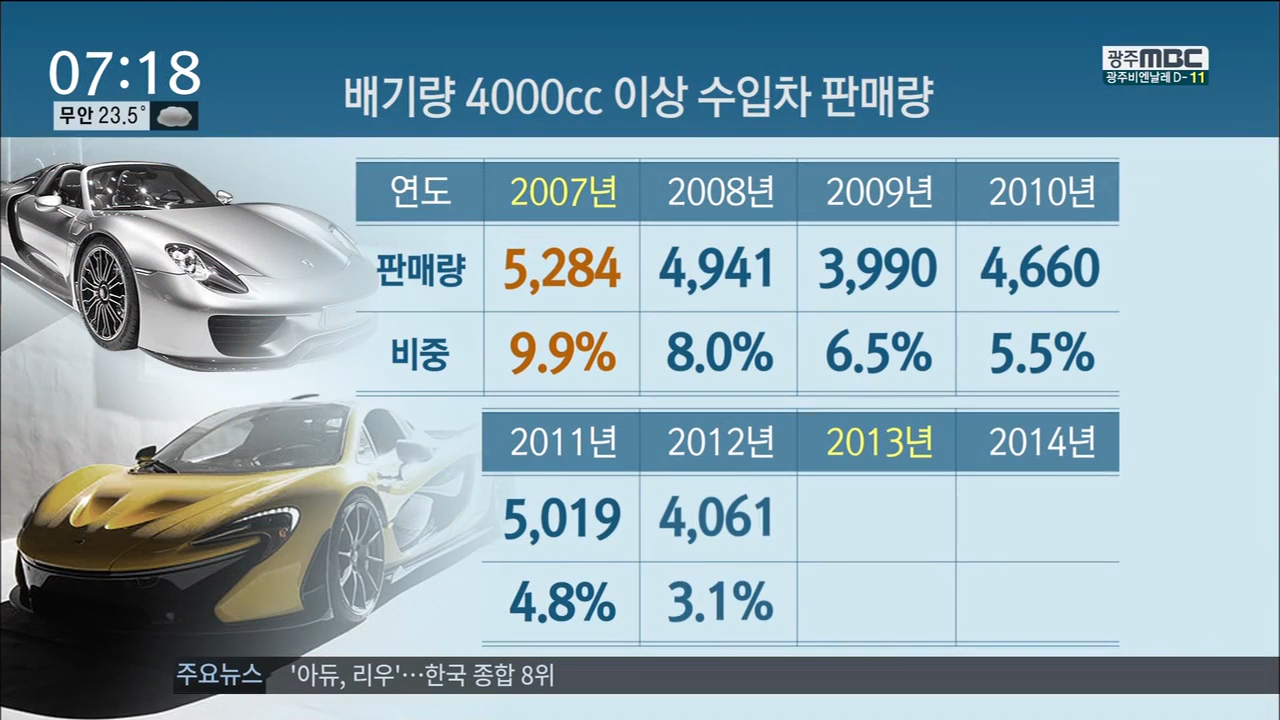 07:18
무안 23.5°
광주MBC
광주비엔날레 D-11
배기량 4000cc 이상 수입차 판매량
연도 2007년 2008년 2009년 2010년
판매량 5,284 4,941 3,990 4,660
비중 9.9% 8.0% 6.5% 5.5%
2011년 2012년 2013년 2014년
5,019 4,061
4.8% 3.1%
주요뉴스 '아듀, 리우'…한국 종합 8위